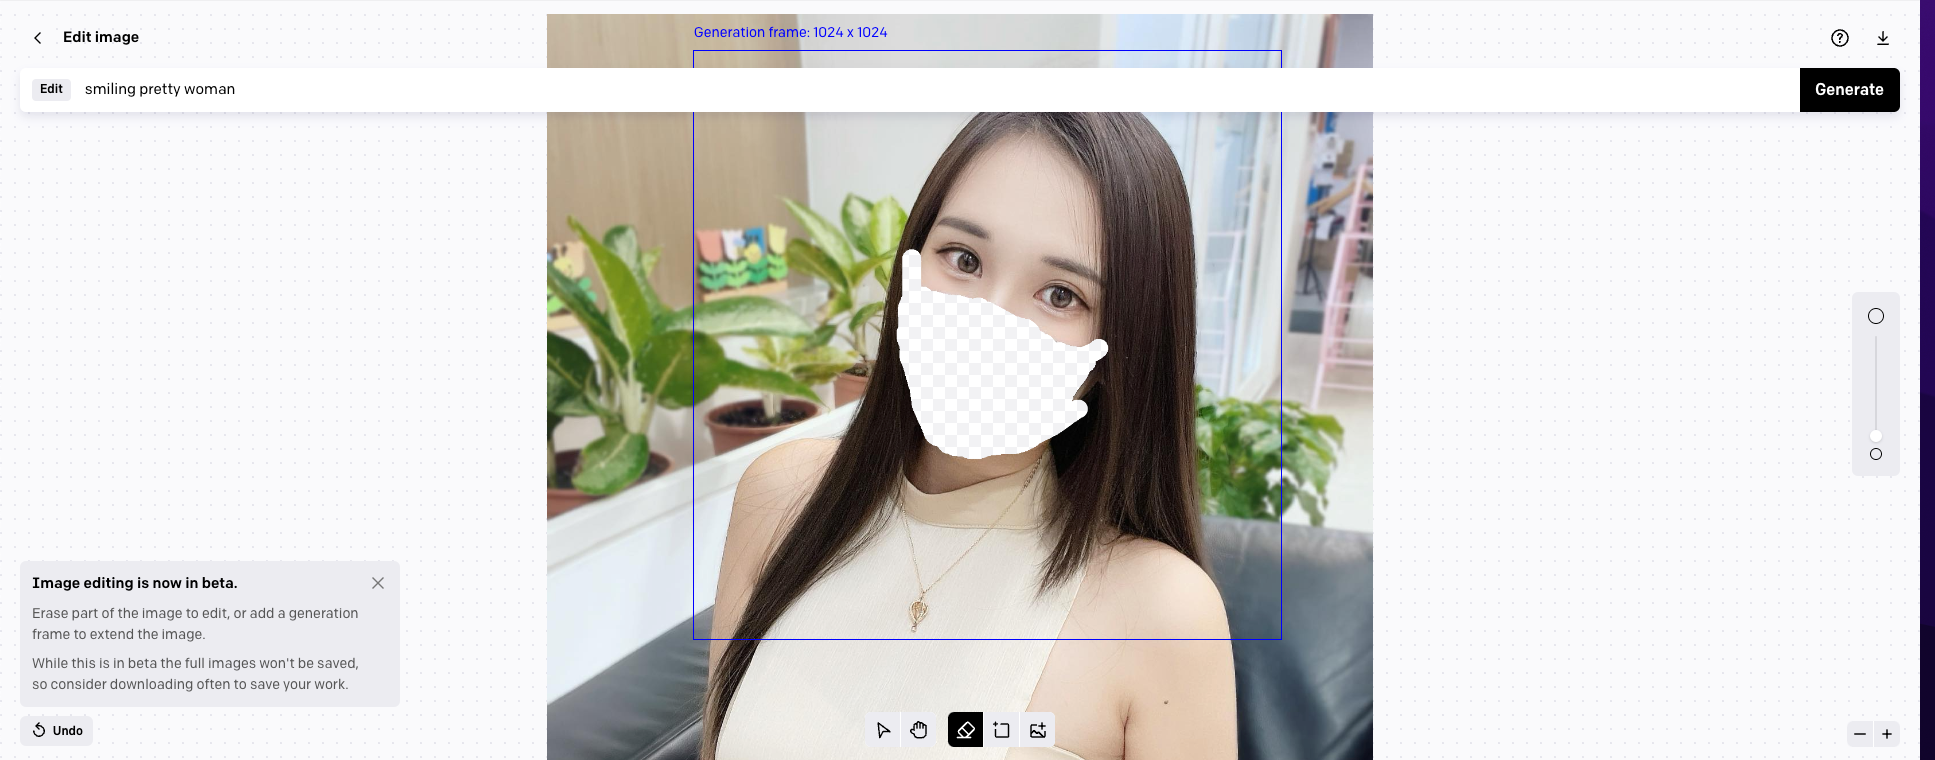 Edit image
Generation frame: 1024 x 1024
Edit
smiling pretty woman
Generate
Image editing is now in beta.
Erase part of the image to edit, or add a generation
frame to extend the image.
While this is in beta the full images won't be saved,
so consider downloading often to save your work.
Undo